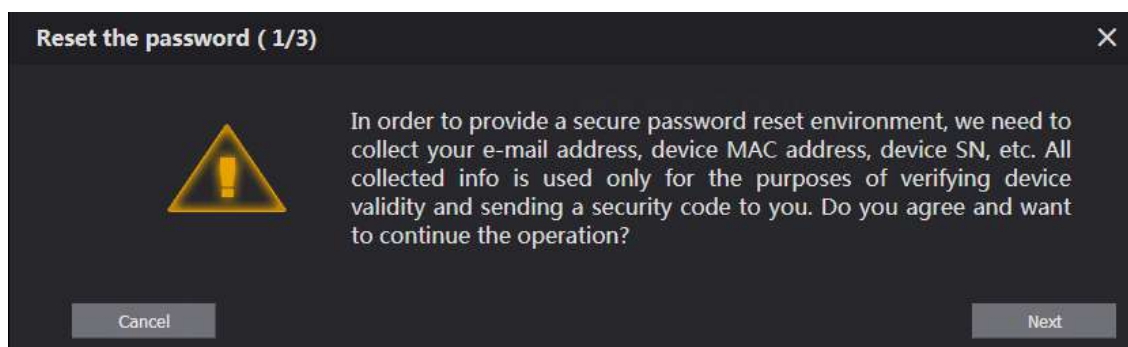 Reset the password ( 1/3)
In order to provide a secure password reset environment, we need to
collect your e-mail address, device MAC address, device SN, etc. All
collected info is used only for the purposes of verifying device
validity and sending a security code to you. Do you agree and want
to continue the operation?
Cancel
Next